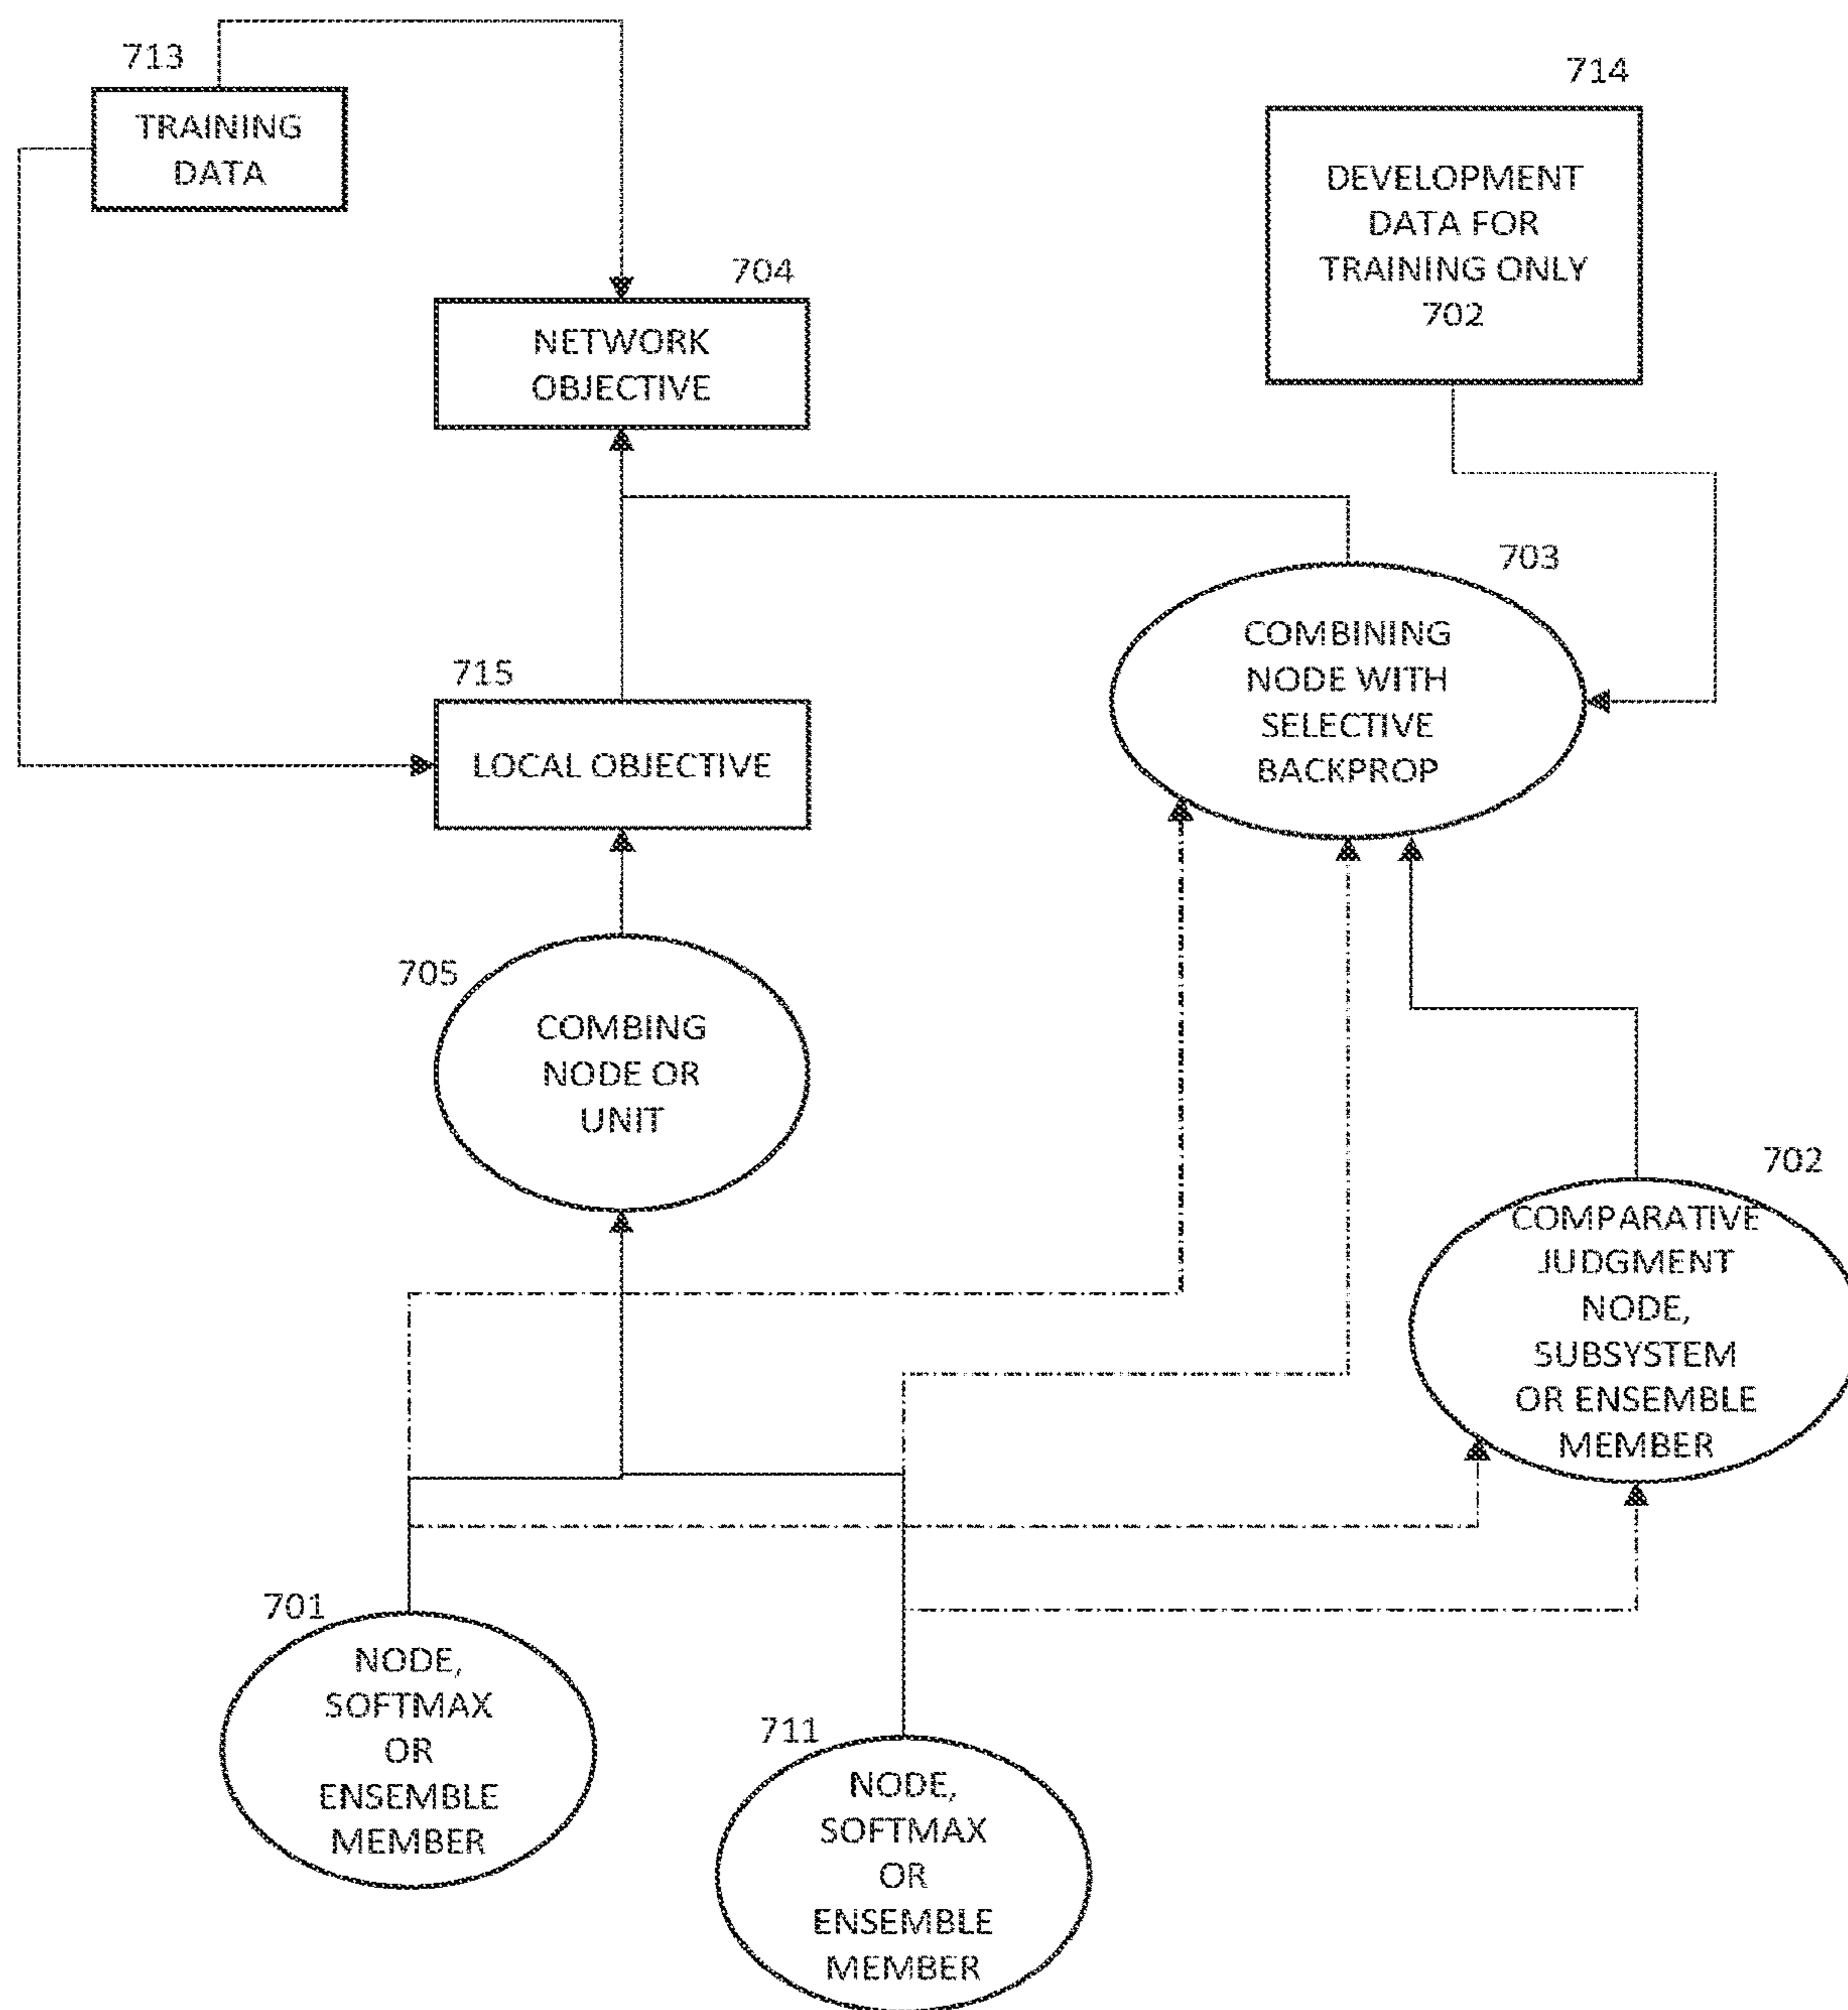 713
TRAINING
DATA
714
DEVELOPMENT
DATA FOR
TRAINING ONLY
702
704
NETWORK
OBJECTIVE
703
COMBINING
NODE WITH
SELECTIVE
BACKPROP
715
LOCAL OBJECTIVE
705
COMBING
NODE OR
UNIT
702
COMPARATIVE
JUDGMENT
NODE,
SUBSYSTEM
OR ENSEMBLE
MEMBER
701
NODE,
SOFTMAX
OR
ENSEMBLE
MEMBER
711
NODE,
SOFTMAX
OR
ENSEMBLE
MEMBER